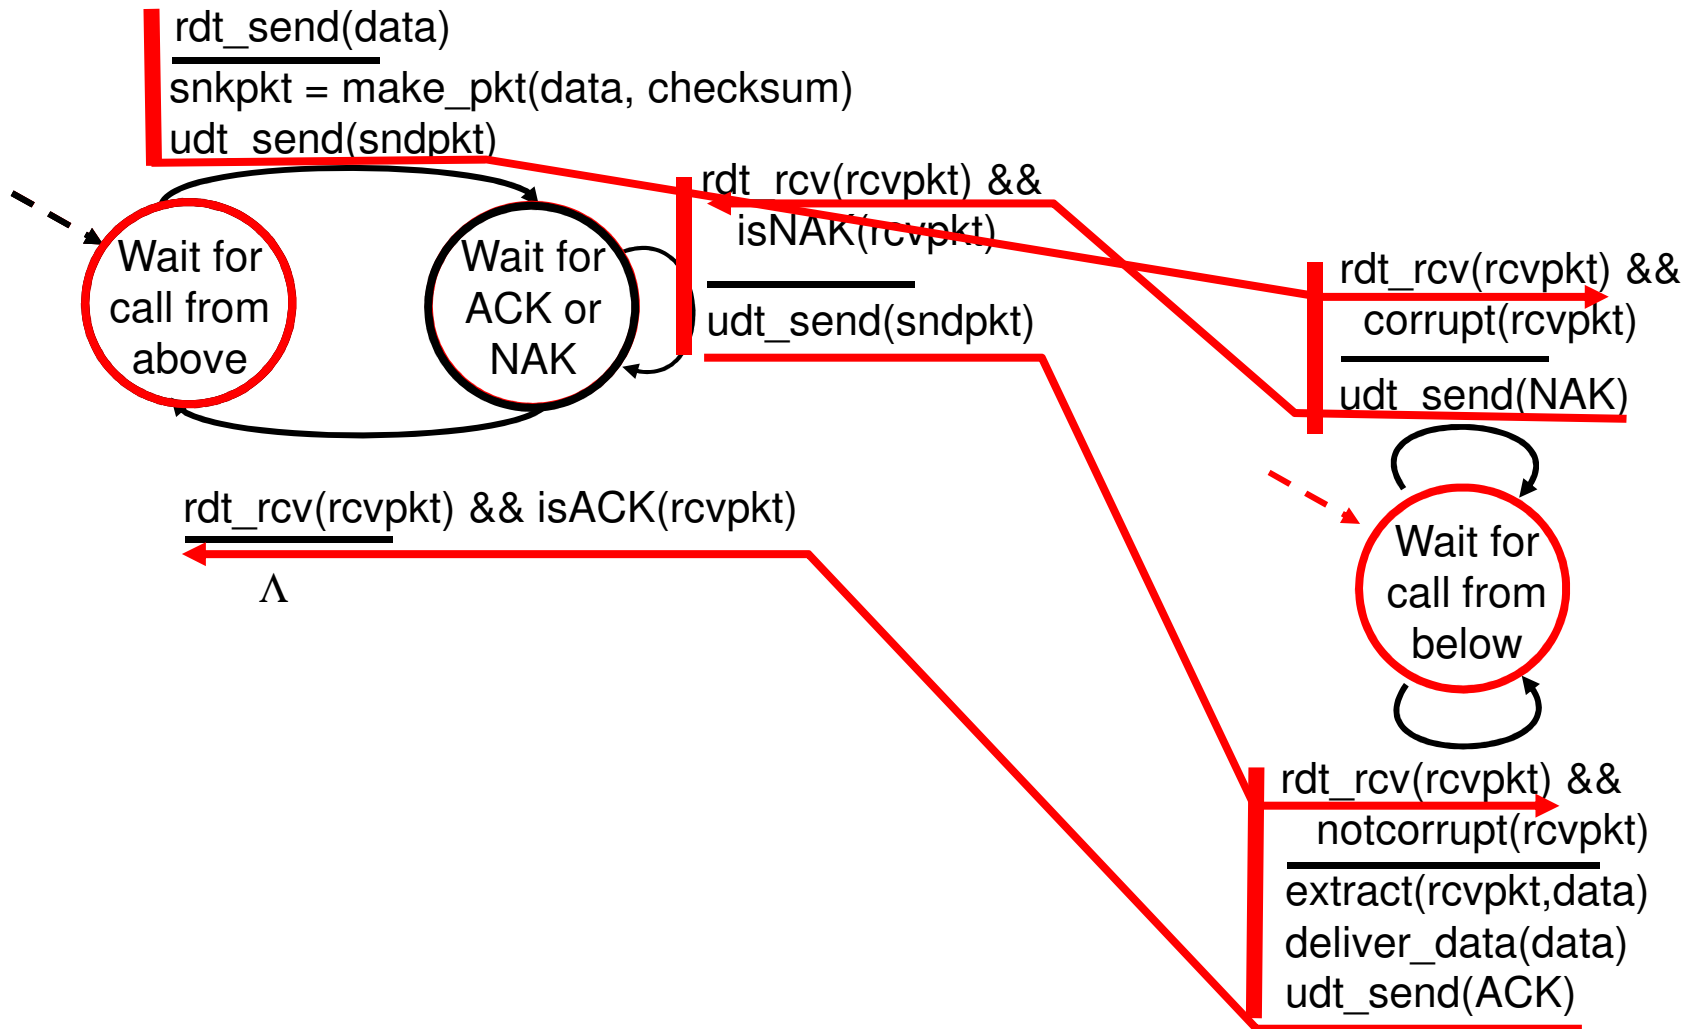 rdt_send(data)
snkpkt = make_pkt(data, checksum)
udt_send(sndpkt)
rdt_rcv(rcvpkt) &&
isNAK(rcvpkt)
udt_send(sndpkt)
Wait for
call from
above
Wait for
ACK or
NAK
rdt_rcv(rcvpkt) && isACK(rcvpkt)
Λ
rdt_rcv(rcvpkt) &&
corrupt(rcvpkt)
udt_send(NAK)
Wait for
call from
below
rdt_rcv(rcvpkt) &&
notcorrupt(rcvpkt)
extract(rcvpkt,data)
deliver_data(data)
udt_send(ACK)